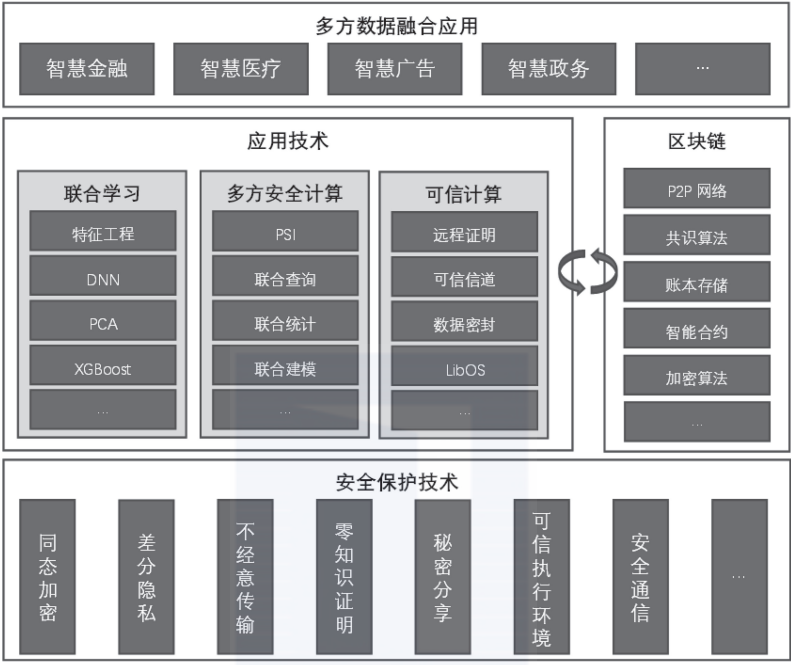 多方数据融合应用
智慧金融
智慧医疗
智慧广告
智慧政务
...
应用技术
联合学习
特征工程
DNN
PCA
XGBoost
...
多方安全计算
PSI
联合查询
联合统计
联合建模
...
可信计算
远程证明
可信信道
数据密封
LibOS
...
区块链
P2P 网络
共识算法
账本存储
智能合约
加密算法
...
安全保护技术
同态加密
差分隐私
不经意传输
零知识证明
秘密分享
可信执行环境
安全通信
...